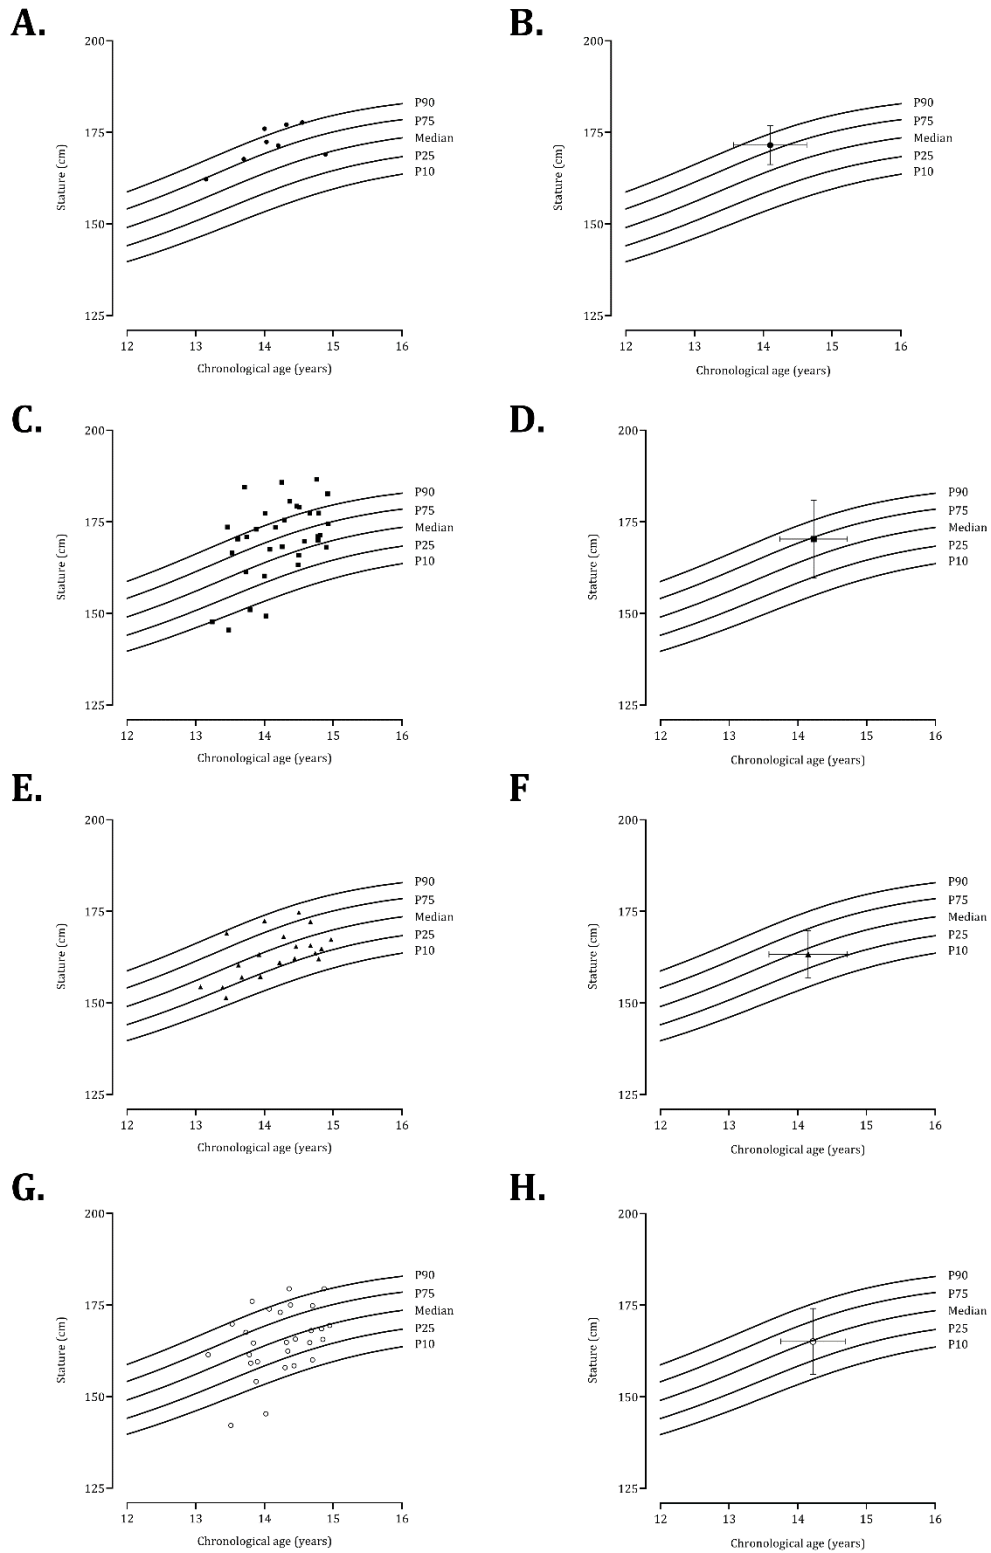 A.
200
175
150
125
Stature (cm)
P90
P75
Median
P25
P10
12 13 14 15 16
Chronological age (years)
B.
200
175
150
125
Stature (cm)
P90
P75
Median
P25
P10
12 13 14 15 16
Chronological age (years)
C.
200
175
150
125
Stature (cm)
P90
P75
Median
P25
P10
12 13 14 15 16
Chronological age (years)
D.
200
175
150
125
Stature (cm)
P90
P75
Median
P25
P10
12 13 14 15 16
Chronological age (years)
E.
200
175
150
125
Stature (cm)
P90
P75
Median
P25
P10
12 13 14 15 16
Chronological age (years)
F
200
175
150
125
Stature (cm)
P90
P75
Median
P25
P10
12 13 14 15 16
Chronological age (years)
G.
200
175
150
125
Stature (cm)
P90
P75
Median
P25
P10
12 13 14 15 16
Chronological age (years)
H.
200
175
150
125
Stature (cm)
P90
P75
Median
P25
P10
12 13 14 15 16
Chronological age (years)